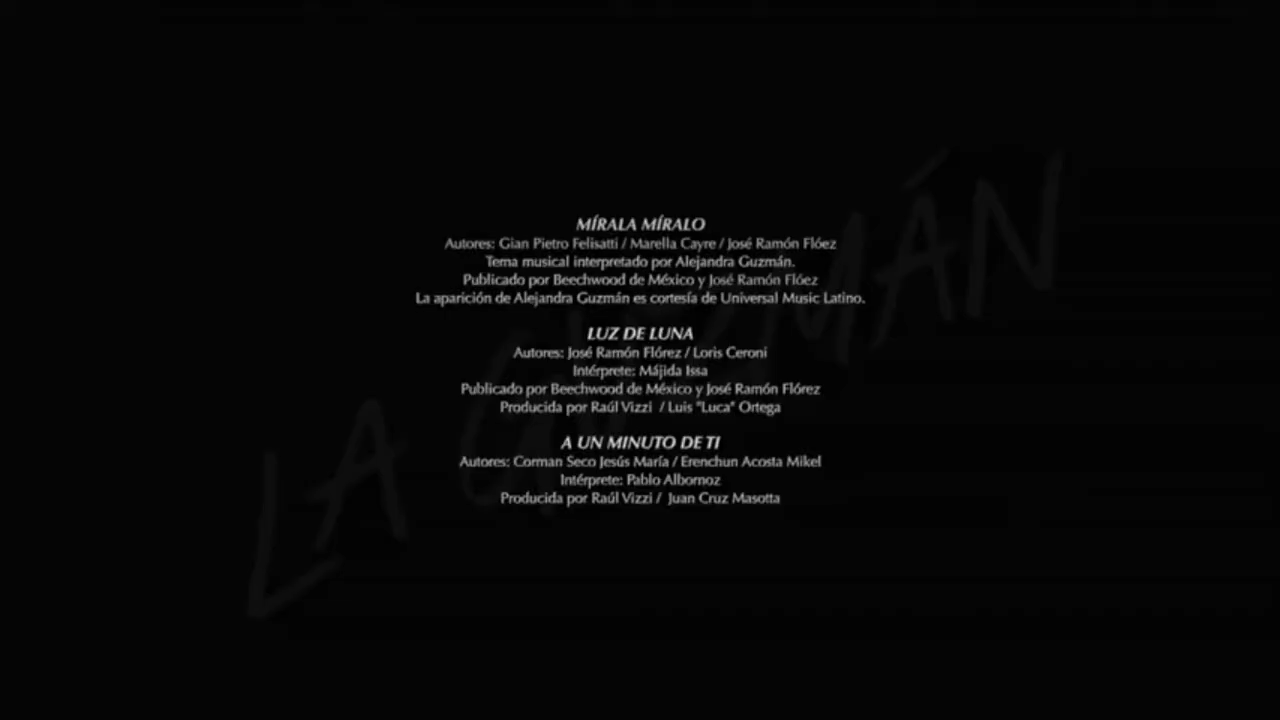 MÍRALA MÍRALO
Autores: Gian Pietro Felisatti / Marella Cayre / José Ramón Flóez
Tema musical interpretado por Alejandra Guzmán.
Publicado por Beechwood de México y José Ramón Flóez
La aparición de Alejandra Guzmán es cortesía de Universal Music Latino.
LUZ DE LUNA
Autores: José Ramón Flórez / Loris Ceroni
Intérprete: Májida Issa
Publicado por Beechwood de México y José Ramón Flórez
Producida por Raúl Vizzi / Luis "Luca" Ortega
A UN MINUTO DE TI
Autores: Corman Seco Jesús María / Erenchun Acosta Mikel
Intérprete: Pablo Albornoz
Producida por Raúl Vizzi / Juan Cruz Masotta
LA GUZMÁN